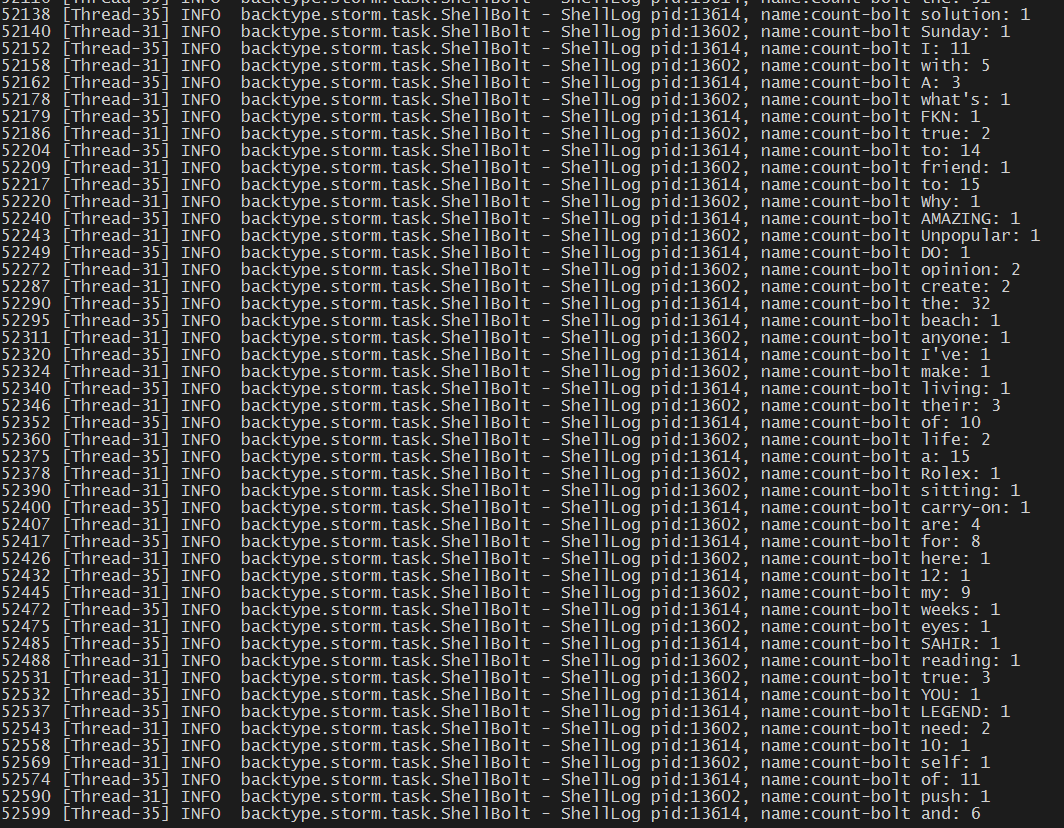 52138 [Thread-35] INFO  backtype.storm.task.ShellBolt - ShellLog pid:13614, name:count-bolt solution: 1
52140 [Thread-31] INFO  backtype.storm.task.ShellBolt - ShellLog pid:13602, name:count-bolt Sunday: 1
52152 [Thread-35] INFO  backtype.storm.task.ShellBolt - ShellLog pid:13614, name:count-bolt I: 11
52158 [Thread-31] INFO  backtype.storm.task.ShellBolt - ShellLog pid:13602, name:count-bolt with: 5
52162 [Thread-35] INFO  backtype.storm.task.ShellBolt - ShellLog pid:13614, name:count-bolt A: 3
52178 [Thread-31] INFO  backtype.storm.task.ShellBolt - ShellLog pid:13602, name:count-bolt what's: 1
52179 [Thread-35] INFO  backtype.storm.task.ShellBolt - ShellLog pid:13614, name:count-bolt FKN: 1
52186 [Thread-31] INFO  backtype.storm.task.ShellBolt - ShellLog pid:13602, name:count-bolt true: 2
52204 [Thread-35] INFO  backtype.storm.task.ShellBolt - ShellLog pid:13614, name:count-bolt to: 14
52209 [Thread-31] INFO  backtype.storm.task.ShellBolt - ShellLog pid:13602, name:count-bolt friend: 1
52217 [Thread-35] INFO  backtype.storm.task.ShellBolt - ShellLog pid:13614, name:count-bolt to: 15
52220 [Thread-31] INFO  backtype.storm.task.ShellBolt - ShellLog pid:13602, name:count-bolt Why: 1
52240 [Thread-35] INFO  backtype.storm.task.ShellBolt - ShellLog pid:13614, name:count-bolt AMAZING: 1
52243 [Thread-31] INFO  backtype.storm.task.ShellBolt - ShellLog pid:13602, name:count-bolt Unpopular: 1
52249 [Thread-35] INFO  backtype.storm.task.ShellBolt - ShellLog pid:13614, name:count-bolt DO: 1
52272 [Thread-31] INFO  backtype.storm.task.ShellBolt - ShellLog pid:13602, name:count-bolt opinion: 2
52287 [Thread-31] INFO  backtype.storm.task.ShellBolt - ShellLog pid:13602, name:count-bolt create: 2
52290 [Thread-35] INFO  backtype.storm.task.ShellBolt - ShellLog pid:13614, name:count-bolt the: 32
52295 [Thread-35] INFO  backtype.storm.task.ShellBolt - ShellLog pid:13614, name:count-bolt beach: 1
52311 [Thread-31] INFO  backtype.storm.task.ShellBolt - ShellLog pid:13602, name:count-bolt anyone: 1
52320 [Thread-35] INFO  backtype.storm.task.ShellBolt - ShellLog pid:13614, name:count-bolt I've: 1
52324 [Thread-31] INFO  backtype.storm.task.ShellBolt - ShellLog pid:13602, name:count-bolt make: 1
52340 [Thread-35] INFO  backtype.storm.task.ShellBolt - ShellLog pid:13614, name:count-bolt living: 1
52346 [Thread-31] INFO  backtype.storm.task.ShellBolt - ShellLog pid:13602, name:count-bolt their: 3
52352 [Thread-35] INFO  backtype.storm.task.ShellBolt - ShellLog pid:13614, name:count-bolt of: 10
52360 [Thread-31] INFO  backtype.storm.task.ShellBolt - ShellLog pid:13602, name:count-bolt life: 2
52375 [Thread-35] INFO  backtype.storm.task.ShellBolt - ShellLog pid:13614, name:count-bolt a: 15
52378 [Thread-31] INFO  backtype.storm.task.ShellBolt - ShellLog pid:13602, name:count-bolt Rolex: 1
52390 [Thread-31] INFO  backtype.storm.task.ShellBolt - ShellLog pid:13602, name:count-bolt sitting: 1
52400 [Thread-35] INFO  backtype.storm.task.ShellBolt - ShellLog pid:13614, name:count-bolt carry-on: 1
52407 [Thread-31] INFO  backtype.storm.task.ShellBolt - ShellLog pid:13602, name:count-bolt are: 4
52417 [Thread-35] INFO  backtype.storm.task.ShellBolt - ShellLog pid:13614, name:count-bolt for: 8
52426 [Thread-31] INFO  backtype.storm.task.ShellBolt - ShellLog pid:13602, name:count-bolt here: 1
52432 [Thread-35] INFO  backtype.storm.task.ShellBolt - ShellLog pid:13614, name:count-bolt 12: 1
52445 [Thread-31] INFO  backtype.storm.task.ShellBolt - ShellLog pid:13602, name:count-bolt my: 9
52472 [Thread-35] INFO  backtype.storm.task.ShellBolt - ShellLog pid:13614, name:count-bolt weeks: 1
52475 [Thread-31] INFO  backtype.storm.task.ShellBolt - ShellLog pid:13602, name:count-bolt eyes: 1
52485 [Thread-35] INFO  backtype.storm.task.ShellBolt - ShellLog pid:13614, name:count-bolt SAHIR: 1
52488 [Thread-31] INFO  backtype.storm.task.ShellBolt - ShellLog pid:13602, name:count-bolt reading: 1
52531 [Thread-31] INFO  backtype.storm.task.ShellBolt - ShellLog pid:13602, name:count-bolt true: 3
52532 [Thread-35] INFO  backtype.storm.task.ShellBolt - ShellLog pid:13614, name:count-bolt YOU: 1
52537 [Thread-35] INFO  backtype.storm.task.ShellBolt - ShellLog pid:13614, name:count-bolt LEGEND: 1
52543 [Thread-31] INFO  backtype.storm.task.ShellBolt - ShellLog pid:13602, name:count-bolt need: 2
52558 [Thread-35] INFO  backtype.storm.task.ShellBolt - ShellLog pid:13614, name:count-bolt 10: 1
52569 [Thread-31] INFO  backtype.storm.task.ShellBolt - ShellLog pid:13602, name:count-bolt self: 1
52574 [Thread-35] INFO  backtype.storm.task.ShellBolt - ShellLog pid:13614, name:count-bolt of: 11
52590 [Thread-31] INFO  backtype.storm.task.ShellBolt - ShellLog pid:13602, name:count-bolt push: 1
52599 [Thread-35] INFO  backtype.storm.task.ShellBolt - ShellLog pid:13614, name:count-bolt and: 6